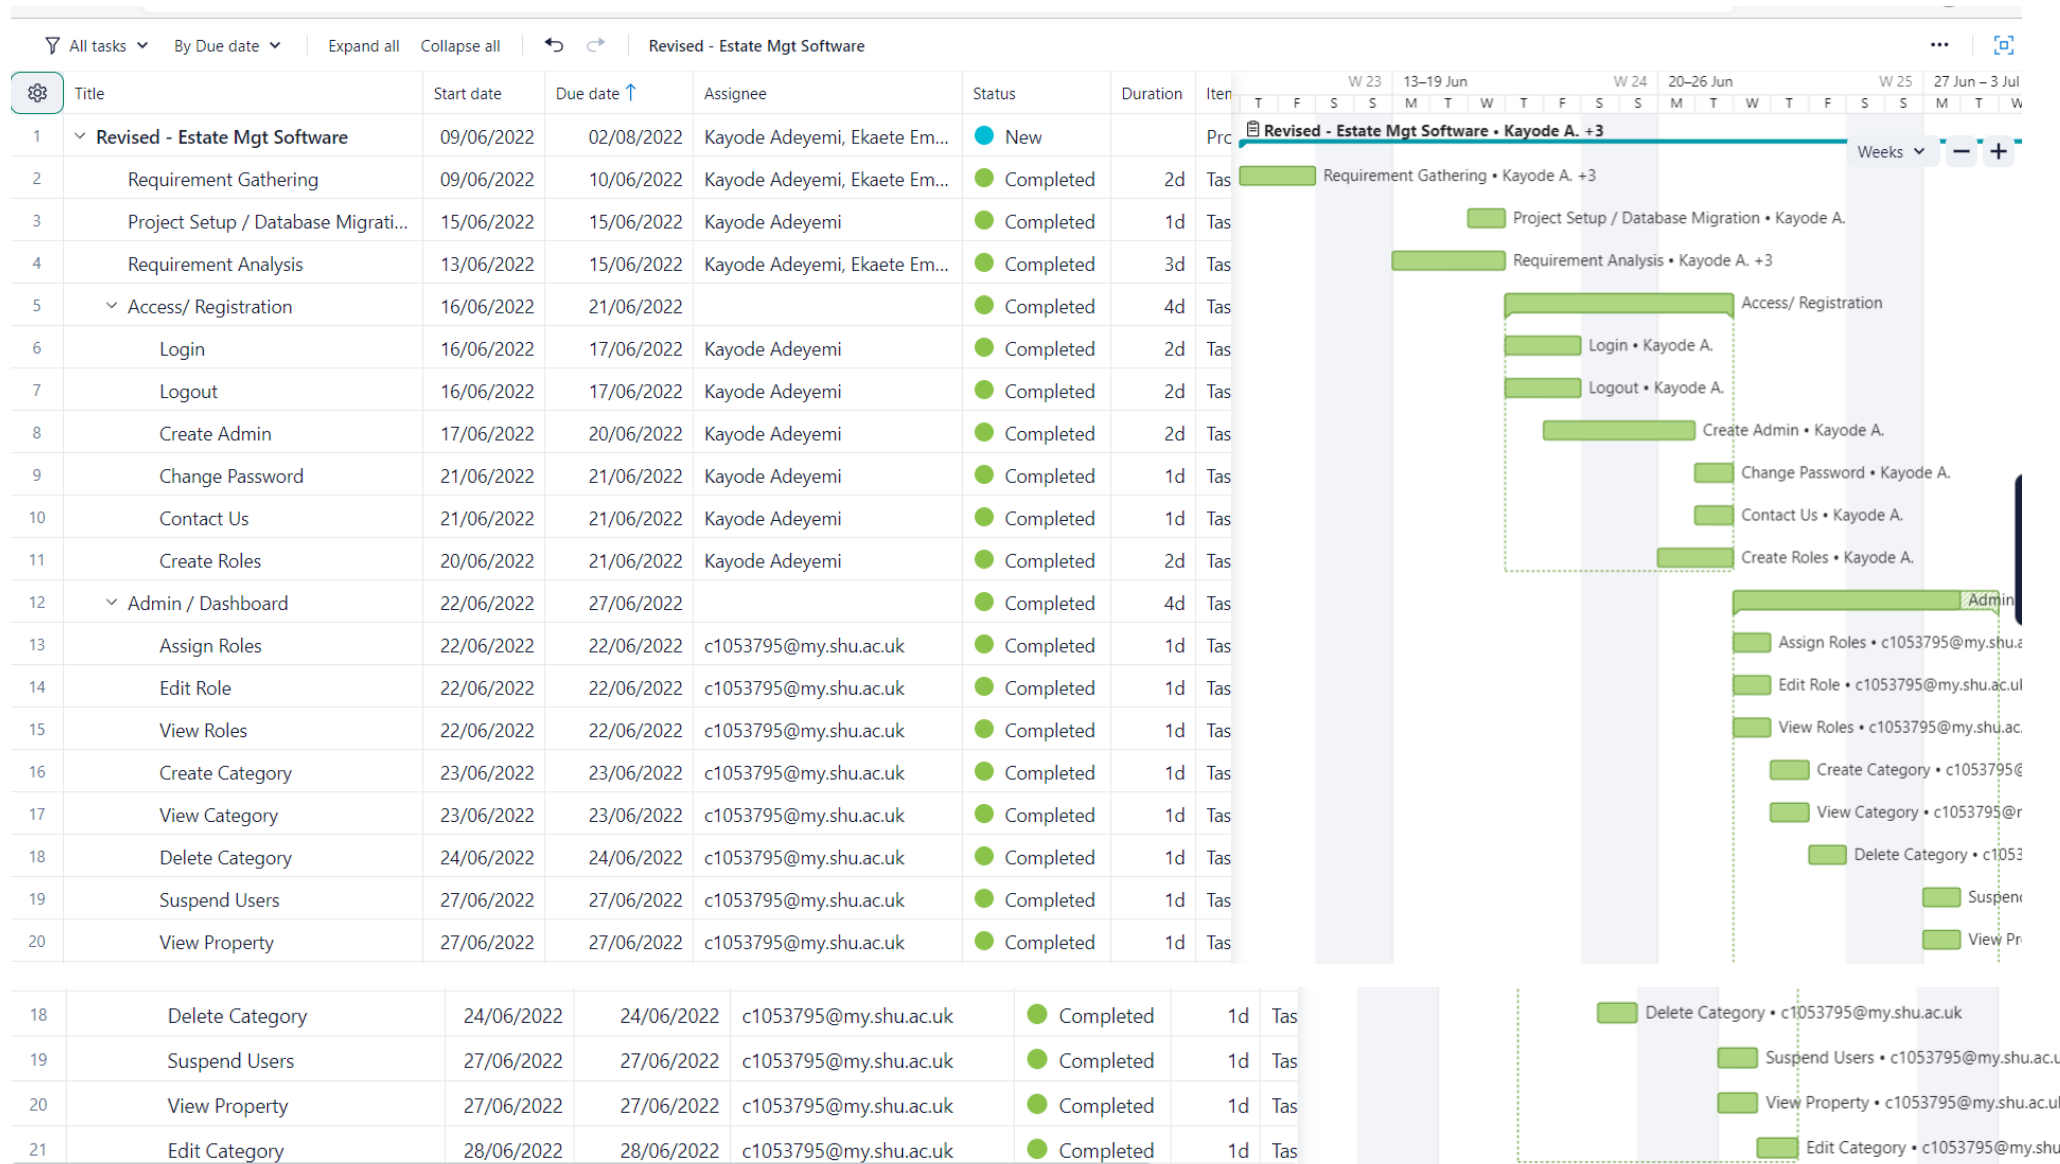 All tasks By Due date Expand all Collapse all Revised - Estate Mgt Software ...
Title Start date Due date ↑ Assignee Status Duration Iten W 23 13–19 Jun W 24 20–26 Jun W 25 27 Jun – 3 Jul
T F S S M T W T F S S M T W T F S S M T W
1 Revised - Estate Mgt Software 09/06/2022 02/08/2022 Kayode Adeyemi, Ekaete Em... New Pro Revised - Estate Mgt Software • Kayode A. +3
Weeks − +
2 Requirement Gathering 09/06/2022 10/06/2022 Kayode Adeyemi, Ekaete Em... Completed 2d Tas Requirement Gathering • Kayode A. +3
3 Project Setup / Database Migrati... 15/06/2022 15/06/2022 Kayode Adeyemi Completed 1d Tas Project Setup / Database Migration • Kayode A.
4 Requirement Analysis 13/06/2022 15/06/2022 Kayode Adeyemi, Ekaete Em... Completed 3d Tas Requirement Analysis • Kayode A. +3
5 Access/ Registration 16/06/2022 21/06/2022 Completed 4d Tas Access/ Registration
6 Login 16/06/2022 17/06/2022 Kayode Adeyemi Completed 2d Tas Login • Kayode A.
7 Logout 16/06/2022 17/06/2022 Kayode Adeyemi Completed 2d Tas Logout • Kayode A.
8 Create Admin 17/06/2022 20/06/2022 Kayode Adeyemi Completed 2d Tas Create Admin • Kayode A.
9 Change Password 21/06/2022 21/06/2022 Kayode Adeyemi Completed 1d Tas Change Password • Kayode A.
10 Contact Us 21/06/2022 21/06/2022 Kayode Adeyemi Completed 1d Tas Contact Us • Kayode A.
11 Create Roles 20/06/2022 21/06/2022 Kayode Adeyemi Completed 2d Tas Create Roles • Kayode A.
12 Admin / Dashboard 22/06/2022 27/06/2022 Completed 4d Tas Admin
13 Assign Roles 22/06/2022 22/06/2022 c1053795@my.shu.ac.uk Completed 1d Tas Assign Roles • c1053795@my.shu.a
14 Edit Role 22/06/2022 22/06/2022 c1053795@my.shu.ac.uk Completed 1d Tas Edit Role • c1053795@my.shu.ac.uk
15 View Roles 22/06/2022 22/06/2022 c1053795@my.shu.ac.uk Completed 1d Tas View Roles • c1053795@my.shu.ac.
16 Create Category 23/06/2022 23/06/2022 c1053795@my.shu.ac.uk Completed 1d Tas Create Category • c1053795@
17 View Category 23/06/2022 23/06/2022 c1053795@my.shu.ac.uk Completed 1d Tas View Category • c1053795@r
18 Delete Category 24/06/2022 24/06/2022 c1053795@my.shu.ac.uk Completed 1d Tas Delete Category • c1053
19 Suspend Users 27/06/2022 27/06/2022 c1053795@my.shu.ac.uk Completed 1d Tas Suspend
20 View Property 27/06/2022 27/06/2022 c1053795@my.shu.ac.uk Completed 1d Tas View Pr
18 Delete Category 24/06/2022 24/06/2022 c1053795@my.shu.ac.uk Completed 1d Tas Delete Category • c1053795@my.shu.ac.uk
19 Suspend Users 27/06/2022 27/06/2022 c1053795@my.shu.ac.uk Completed 1d Tas Suspend Users • c1053795@my.shu.ac.u
20 View Property 27/06/2022 27/06/2022 c1053795@my.shu.ac.uk Completed 1d Tas View Property • c1053795@my.shu.ac.uk
21 Edit Category 28/06/2022 28/06/2022 c1053795@my.shu.ac.uk Completed 1d Tas Edit Category • c1053795@my.shu